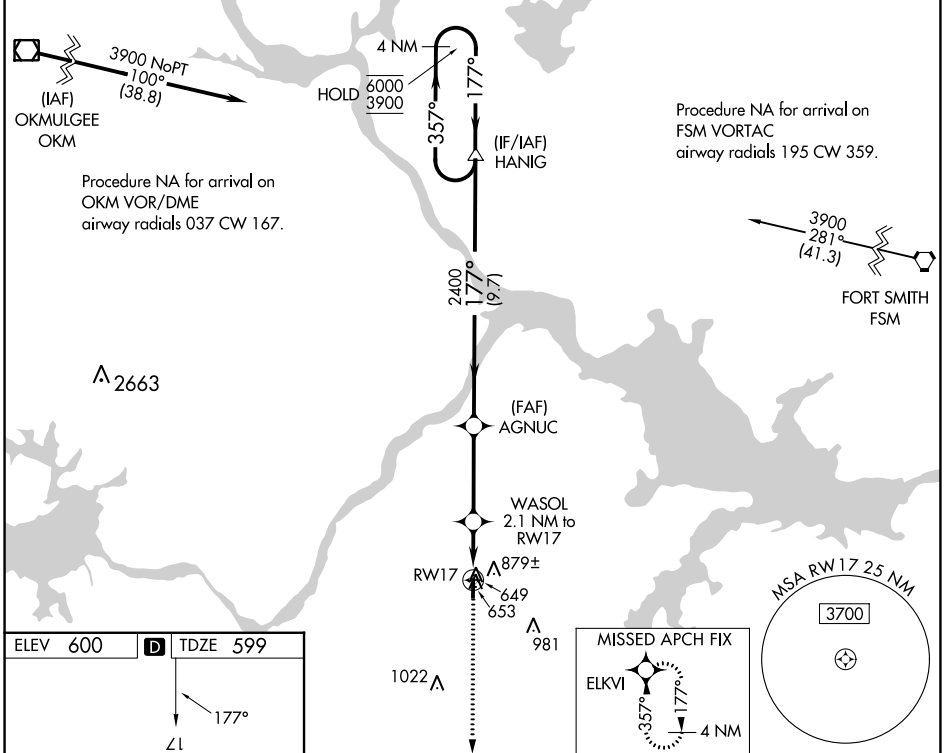 3900 NoPT
100°
(38.8)
(IAF)
OKMULGEE
OKM
4 NM
HOLD
6000
3900
357°
177°
(IF/IAF)
HANIG
Procedure NA for arrival on
FSM VORTAC
airway radials 195 CW 359.
Procedure NA for arrival on
OKM VOR/DME
airway radials 037 CW 167.
3900
281°
(41.3)
FORT SMITH
FSM
2400
177°
(9.7)
2663
(FAF)
AGNUC
WASOL
2.1 NM to
RW17
RW17
879±
649
653
981
1022
MSA RW17 25 NM
3700
MISSED APCH FIX
ELKVI
357°
177°
4 NM
ELEV 600
D
TDZE 599
177°
17